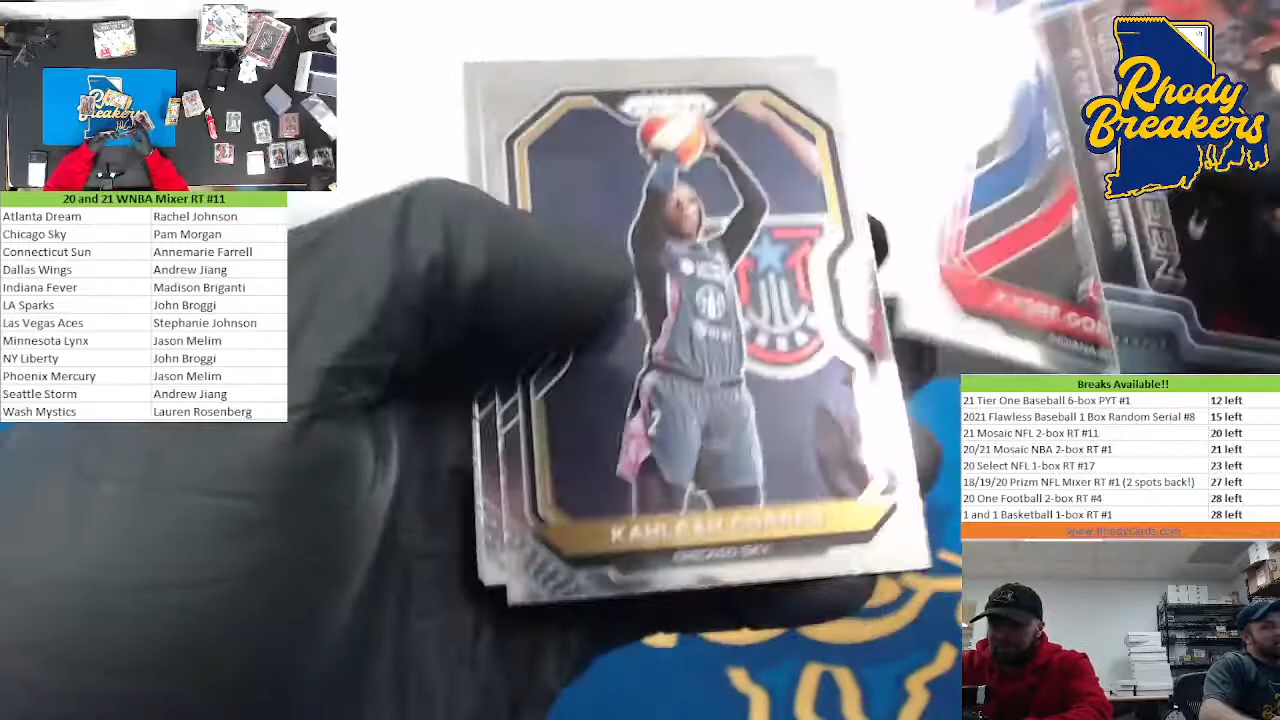 20 and 21 WNBA Mixer RT #11
Atlanta Dream Rachel Johnson
Chicago Sky Pam Morgan
Connecticut Sun Annemarie Farrell
Dallas Wings Andrew Jiang
Indiana Fever Madison Briganti
LA Sparks John Broggi
Las Vegas Aces Stephanie Johnson
Minnesota Lynx Jason Melim
NY Liberty John Broggi
Phoenix Mercury Jason Melim
Seattle Storm Andrew Jiang
Wash Mystics Lauren Rosenberg
KAHLEAH COPPER
CHICAGO SKY
Rhody
Breakers
Breaks Available!!
21 Tier One Baseball 6-box PYT #1 12 left
2021 Flawless Baseball 1 Box Random Serial #8 15 left
21 Mosaic NFL 2-box RT #11 20 left
20/21 Mosaic NBA 2-box RT #1 21 left
20 Select NFL 1-box RT #17 23 left
18/19/20 Prizm NFL Mixer RT #1 (2 spots back!) 27 left
20 One Football 2-box RT #4 28 left
1 and 1 Basketball 1-box RT #1 28 left
www.RhodyCards.com
Rhody
Breakers